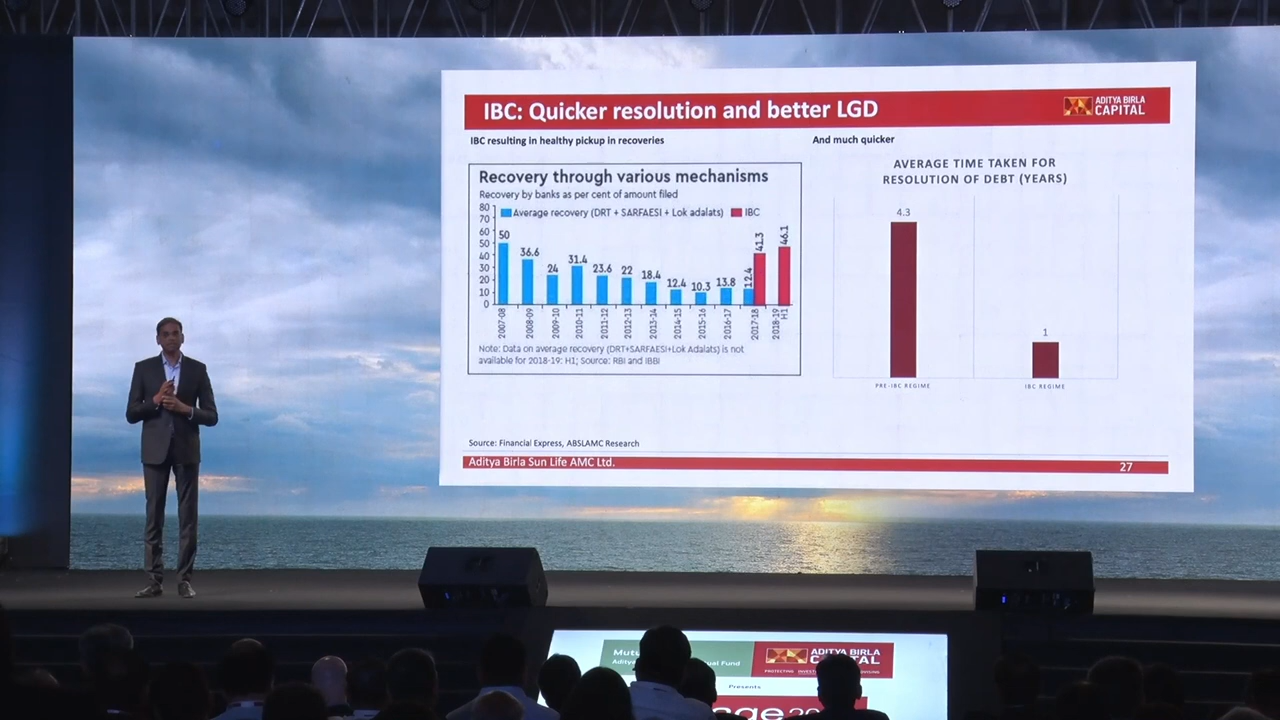 IBC: Quicker resolution and better LGD
ADITYA BIRLA
CAPITAL
IBC resulting in healthy pickup in recoveries
And much quicker
Recovery through various mechanisms
Recovery by banks as per cent of amount filed
80
70
60
50
40
30
20
10
0
Average recovery (DRT + SARFAESI + Lok adalats)
IBC
50
36.6
24
31.4
23.6
22
18.4
12.4
10.3
13.8
12.4
41.3
46.1
2007-08
2008-09
2009-10
2010-11
2011-12
2012-13
2013-14
2014-15
2015-16
2016-17
2017-18
2018-19
H1
Note: Data on average recovery (DRT+SARFAESI+Lok Adalats) is not
available for 2018-19: H1; Source: RBI and IBBI
AVERAGE TIME TAKEN FOR
RESOLUTION OF DEBT (YEARS)
4.3
1
PRE-IBC REGIME
IBC REGIME
Source: Financial Express, ABSLAMC Research
Aditya Birla Sun Life AMC Ltd.
27
ADITYA BIRLA
CAPITAL
Fund
Presents